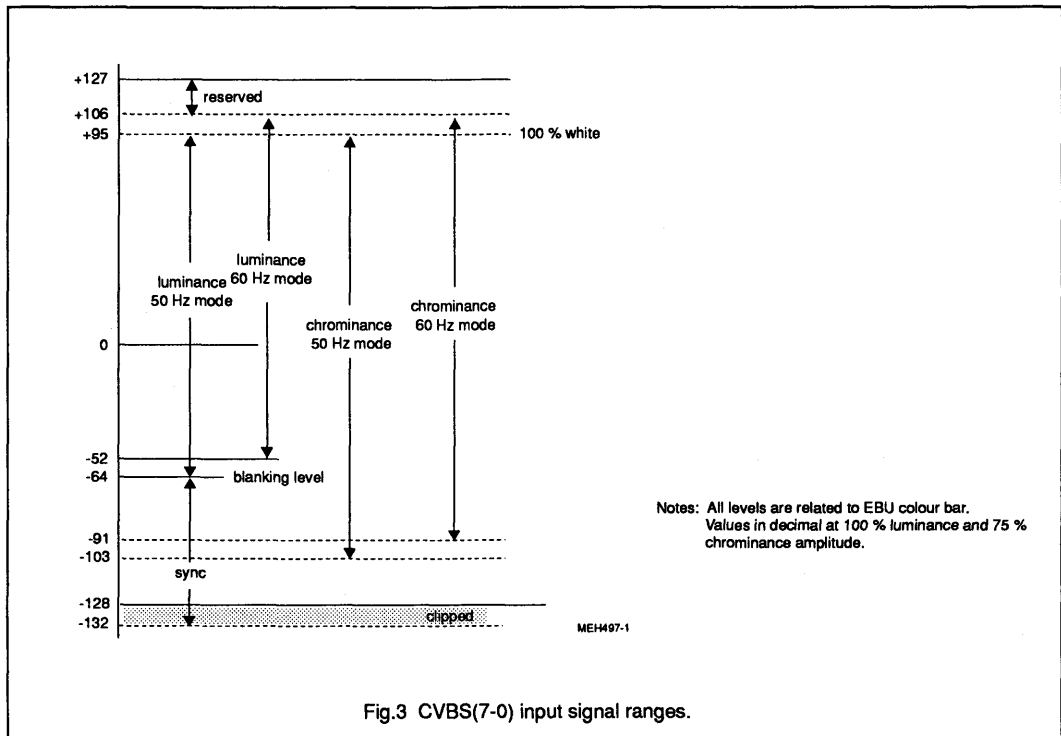 +127
reserved
+106
+95
100 % white
luminance
60 Hz mode
luminance
50 Hz mode
chrominance
60 Hz mode
chrominance
50 Hz mode
0
-52
-64
blanking level
Notes: All levels are related to EBU colour bar.
Values in decimal at 100 % luminance and 75 %
chrominance amplitude.
-91
-103
sync
-128
clipped
-132
MEH497-1
Fig.3 CVBS(7-0) input signal ranges.